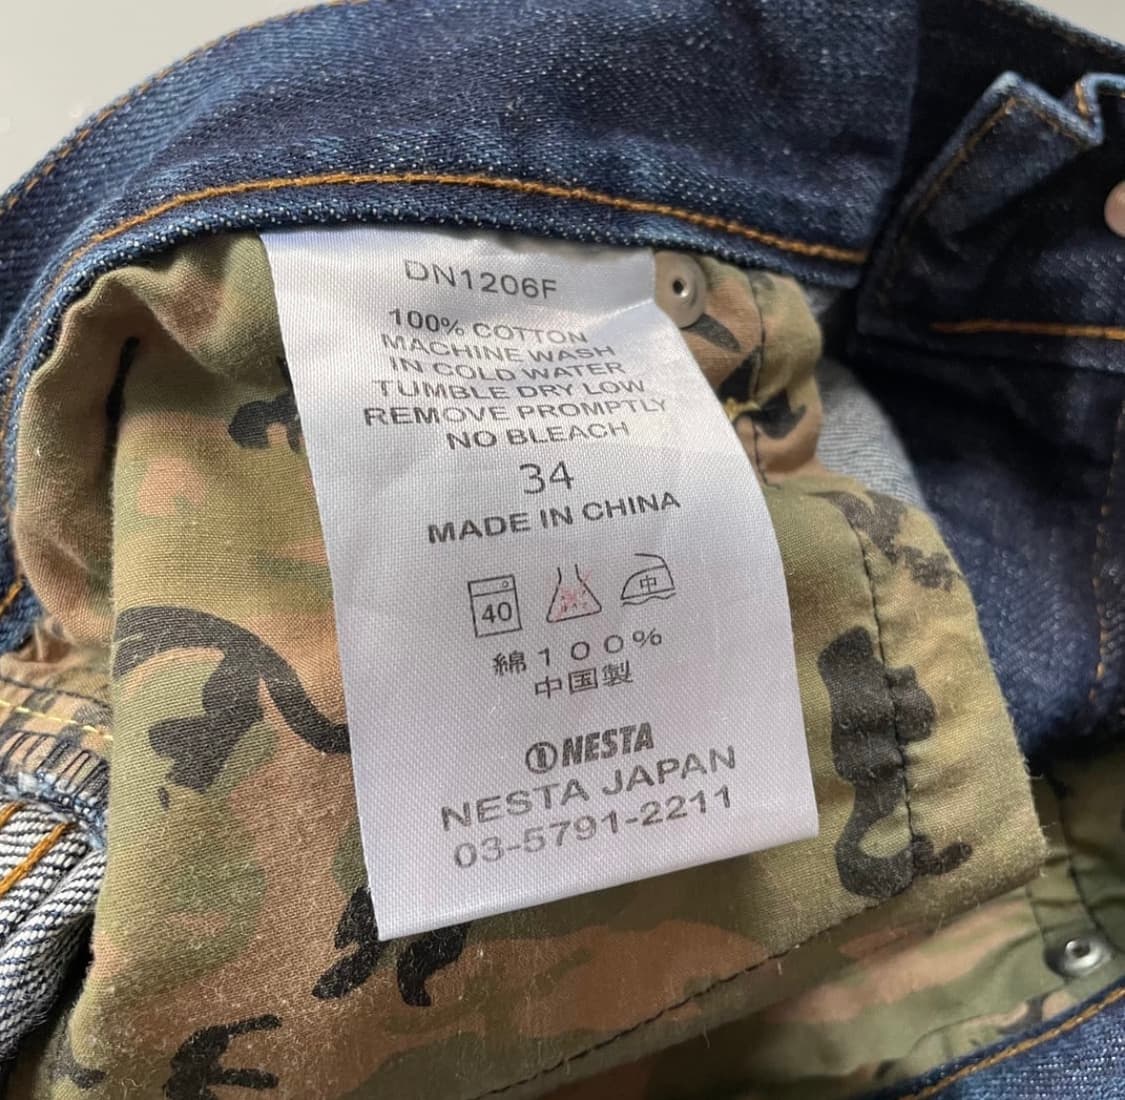 DN1206F
100% COTTON
MACHINE WASH
IN COLD WATER
TUMBLE DRY LOW
REMOVE PROMPTLY
NO BLEACH
34
MADE IN CHINA
40 中
綿１００％
中国製
NESTA
NESTA JAPAN
03-5791-2211